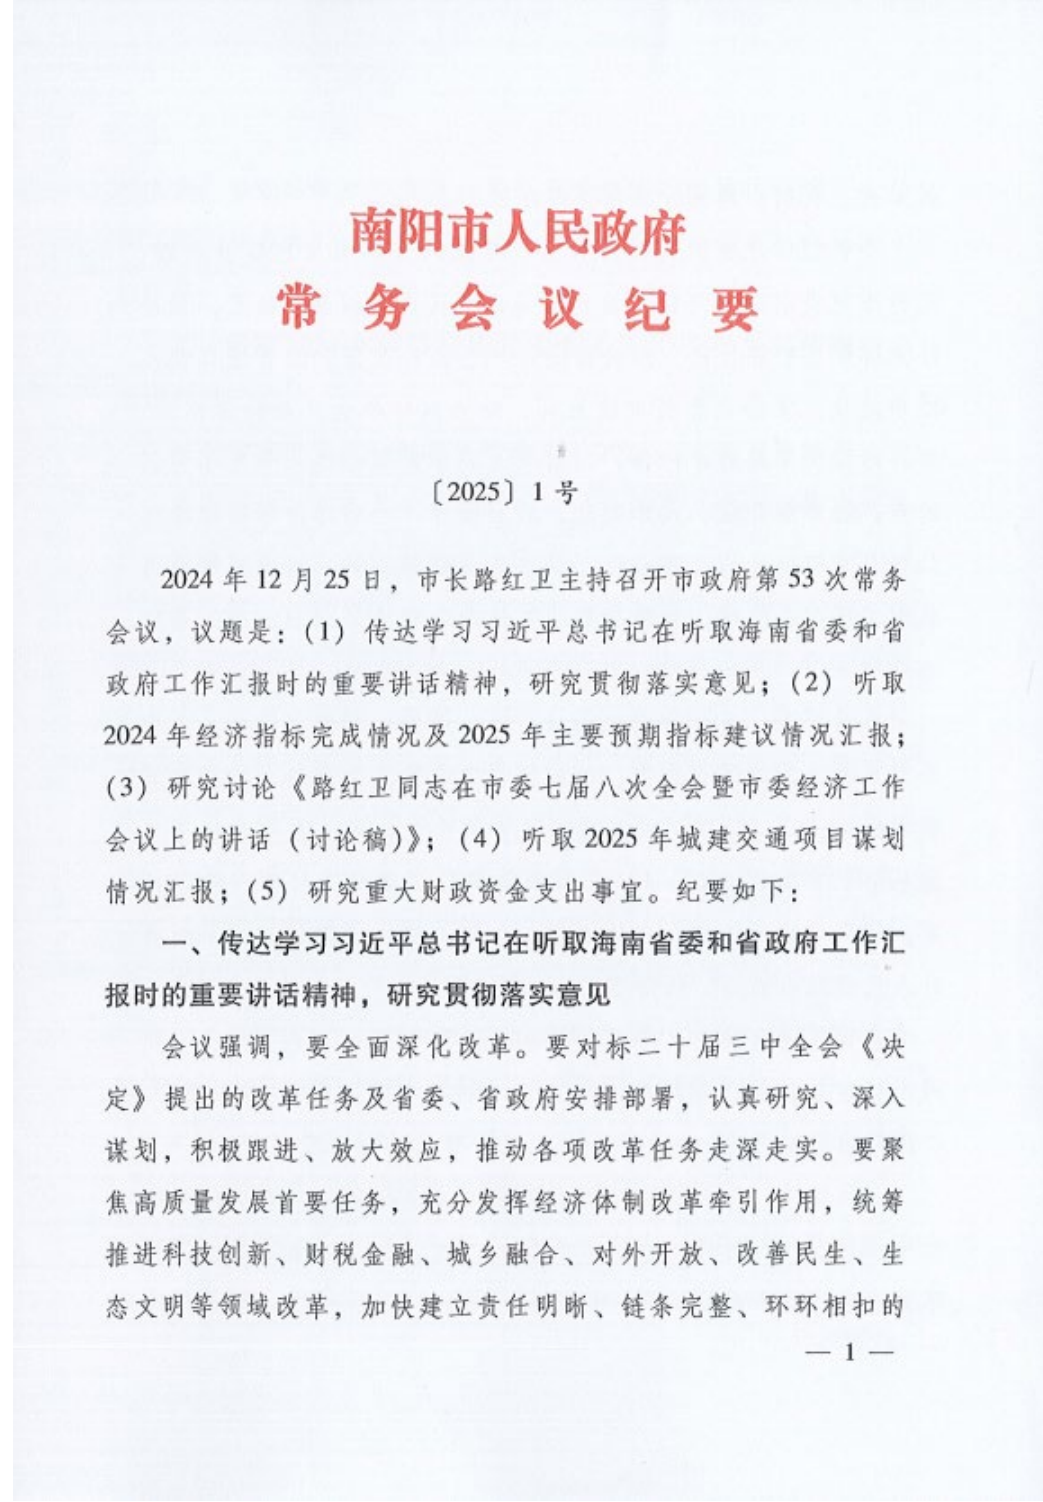 南阳市人民政府
常务会议纪要
〔2025〕1号
2024年12月25日，市长路红卫主持召开市政府第53次常务
会议，议题是：（1）传达学习习近平总书记在听取海南省委和省
政府工作汇报时的重要讲话精神，研究贯彻落实意见；（2）听取
2024年经济指标完成情况及2025年主要预期指标建议情况汇报；
（3）研究讨论《路红卫同志在市委七届八次全会暨市委经济工作
会议上的讲话（讨论稿）》；（4）听取2025年城建交通项目谋划
情况汇报；（5）研究重大财政资金支出事宜。纪要如下：
一、传达学习习近平总书记在听取海南省委和省政府工作汇
报时的重要讲话精神，研究贯彻落实意见
会议强调，要全面深化改革。要对标二十届三中全会《决
定》提出的改革任务及省委、省政府安排部署，认真研究、深入
谋划，积极跟进、放大效应，推动各项改革任务走深走实。要聚
焦高质量发展首要任务，充分发挥经济体制改革牵引作用，统筹
推进科技创新、财税金融、城乡融合、对外开放、改善民生、生
态文明等领域改革，加快建立责任明晰、链条完整、环环相扣的
— 1 —